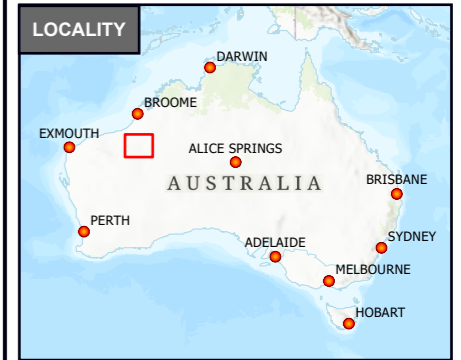 LOCALITY
DARWIN
BROOME
EXMOUTH
ALICE SPRINGS
AUSTRALIA
BRISBANE
PERTH
ADELAIDE
SYDNEY
MELBOURNE
HOBART